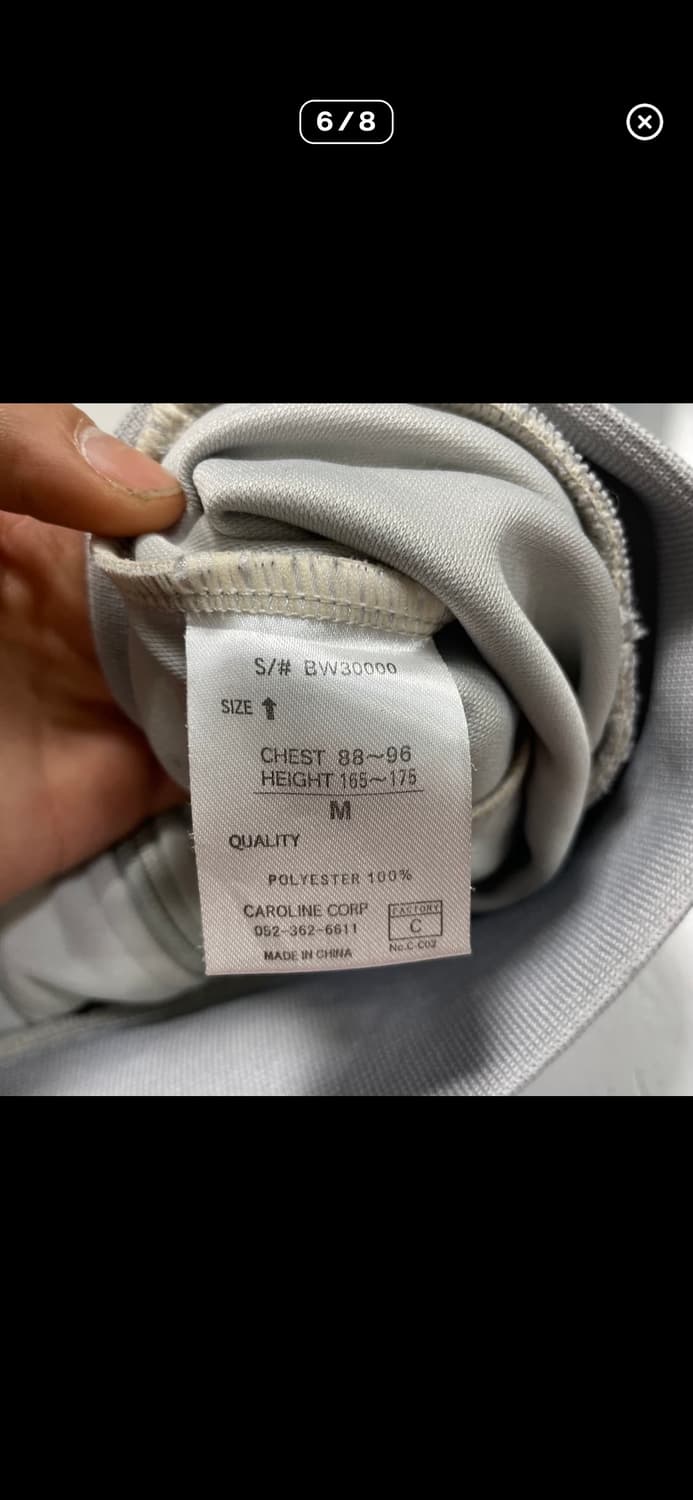 6/8
S/# BW30000
SIZE ⬆
CHEST 88~96
HEIGHT 165~175
M
QUALITY
POLYESTER 100%
CAROLINE CORP
052-362-6611
MADE IN CHINA
FACTORY
C
No.C-C02